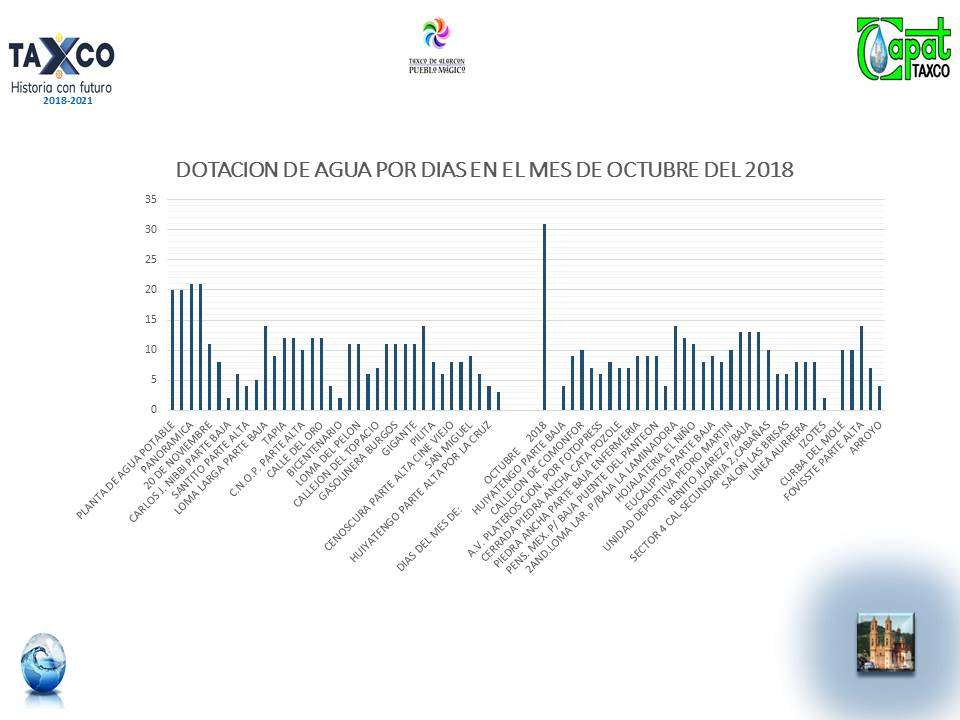 TAXCO
Historia con futuro
2018-2021
TAXCO DE ALARCON
PUEBLO MÁGICO
Capat
TAXCO
DOTACION DE AGUA POR DIAS EN EL MES DE OCTUBRE DEL 2018
35
30
25
20
15
10
5
0
PLANTA DE AGUA POTABLE
PANORAMICA
20 DE NOVIEMBRE
CARLOS J. NIBBI PARTE BAJA
SANTITO PARTE ALTA
LOMA LARGA PARTE BAJA
TAPIA
C.N.O.P. PARTE ALTA
CALLE DEL ORO
BICENTENARIO
LOMA DEL PELON
CALLEJON DEL TOPACIO
GASOLINERA BURGOS
GIGANTE
PILITA
CENOSCURA PARTE ALTA CINE VIEJO
SAN MIGUEL
HUIYATENGO PARTE ALTA POR LA CRUZ
DIAS DEL MES DE: OCTUBRE 2018
HUIYATENGO PARTE BAJA
CALLEJON DE COMONFOR
A.V. PLATEROS CJON. POR FOTOPRESS
CERRADA PIEDRA ANCHA CATA POZOLE
PIEDRA ANCHA PARTE BAJA ENFERMERIA
PENS. MEX. P/ BAJA PUENTE DEL PANTEON
2AND.LOMA LAR. P/BAJA LA LAMINADORA
HOJALATERIA EL NIÑO
EUCALIPTOS PARTE BAJA
UNIDAD DEPORTIVA PEDRO MARTIN
BENITO JUAREZ P/BAJA
SECTOR 4 CAL SECUNDARIA 2, CABAÑAS
SALON LAS BRISAS
LINEA AURRERA
IZOTES
CURBA DEL MOLE
FOVISSTE PARTE ALTA
ARROYO